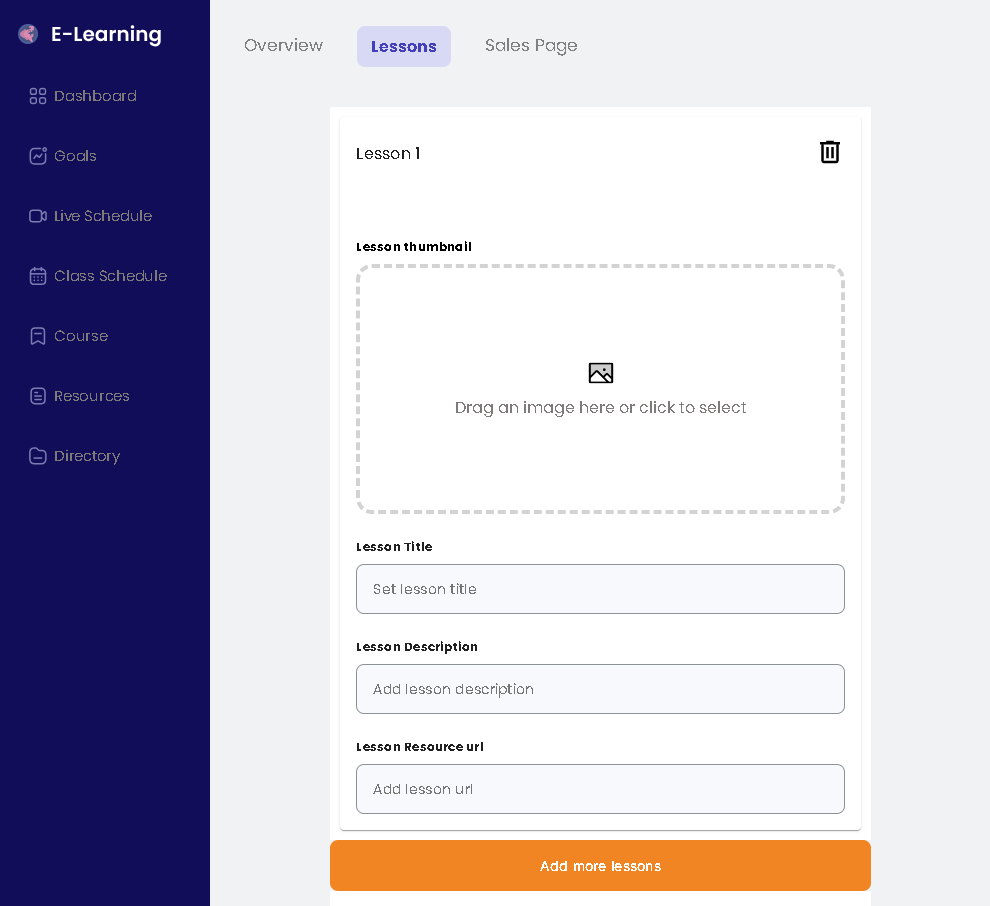 E-Learning
Dashboard
Goals
Live Schedule
Class Schedule
Course
Resources
Directory
Overview
Lessons
Sales Page
Lesson 1
Lesson thumbnail
Drag an image here or click to select
Lesson Title
Set lesson title
Lesson Description
Add lesson description
Lesson Resource url
Add lesson url
Add more lessons